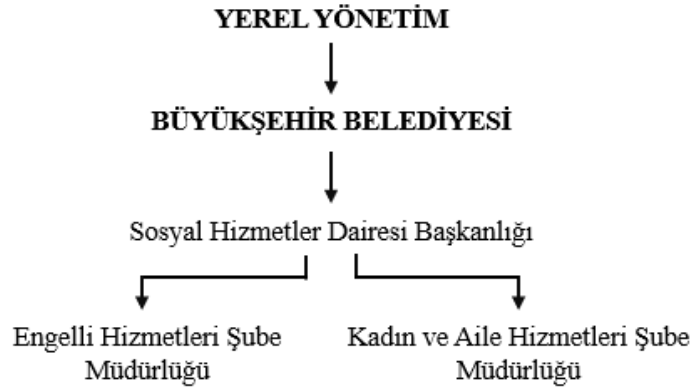 YEREL YÖNETİM
BÜYÜKŞEHİR BELEDİYESİ
Sosyal Hizmetler Dairesi Başkanlığı
Engelli Hizmetleri Şube
Müdürlüğü
Kadın ve Aile Hizmetleri Şube
Müdürlüğü